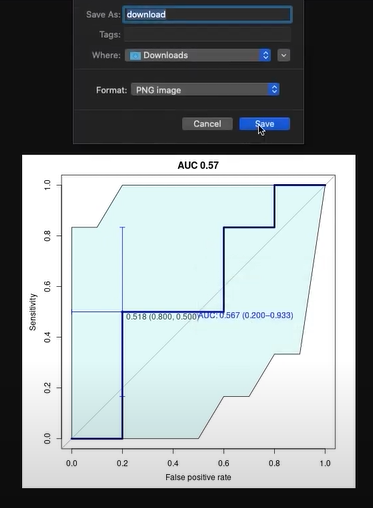 Save As: download
Tags:
Where: Downloads
Format: PNG image
Cancel Save
AUC 0.57
Sensitivity
1.0
0.8
0.6
0.4
0.2
0.0
0.518 (0.800, 0.500)
AUC: 0.567 (0.200–0.933)
0.0 0.2 0.4 0.6 0.8 1.0
False positive rate